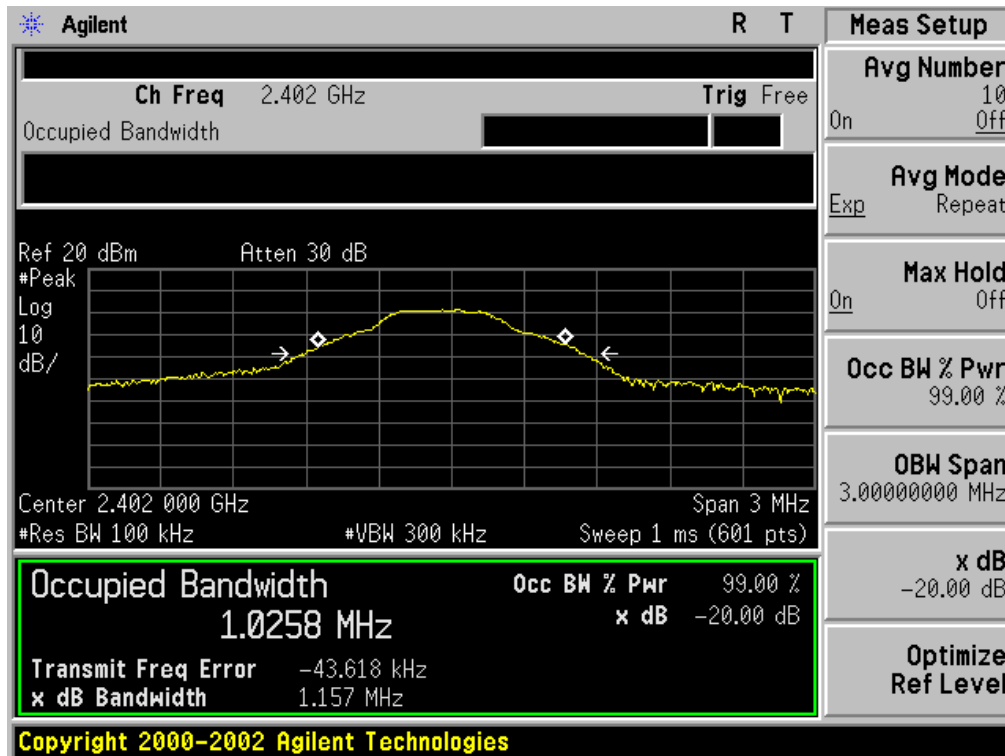 Agilent R T
Ch Freq 2.402 GHz Trig Free
Occupied Bandwidth
Ref 20 dBm Atten 30 dB
#Peak
Log
10
dB/
Center 2.402 000 GHz Span 3 MHz
#Res BW 100 kHz #VBW 300 kHz Sweep 1 ms (601 pts)
Occupied Bandwidth Occ BW % Pwr 99.00 %
1.0258 MHz x dB -20.00 dB
Transmit Freq Error -43.618 kHz
x dB Bandwidth 1.157 MHz
Copyright 2000-2002 Agilent Technologies
Meas Setup
Avg Number
10
On Off
Avg Mode
Exp Repeat
Max Hold
On Off
Occ BW % Pwr
99.00 %
OBW Span
3.00000000 MHz
x dB
-20.00 dB
Optimize
Ref Level